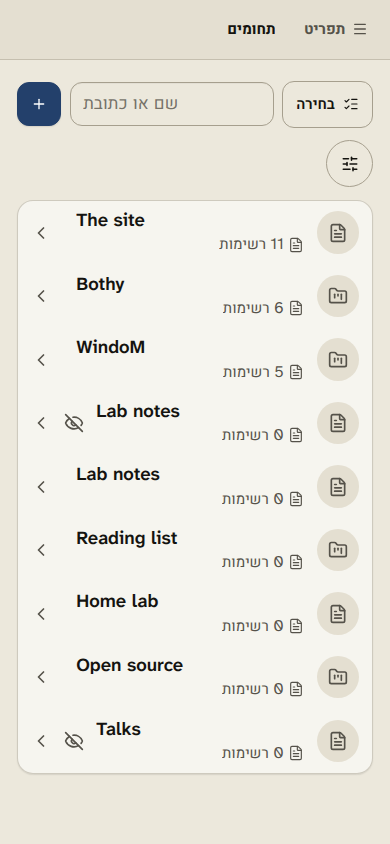 תפריט
תחומים
בחירה
שם או כתובת
The site
11 רשימות
Bothy
6 רשימות
WindoM
5 רשימות
Lab notes
0 רשימות
Lab notes
0 רשימות
Reading list
0 רשימות
Home lab
0 רשימות
Open source
0 רשימות
Talks
0 רשימות